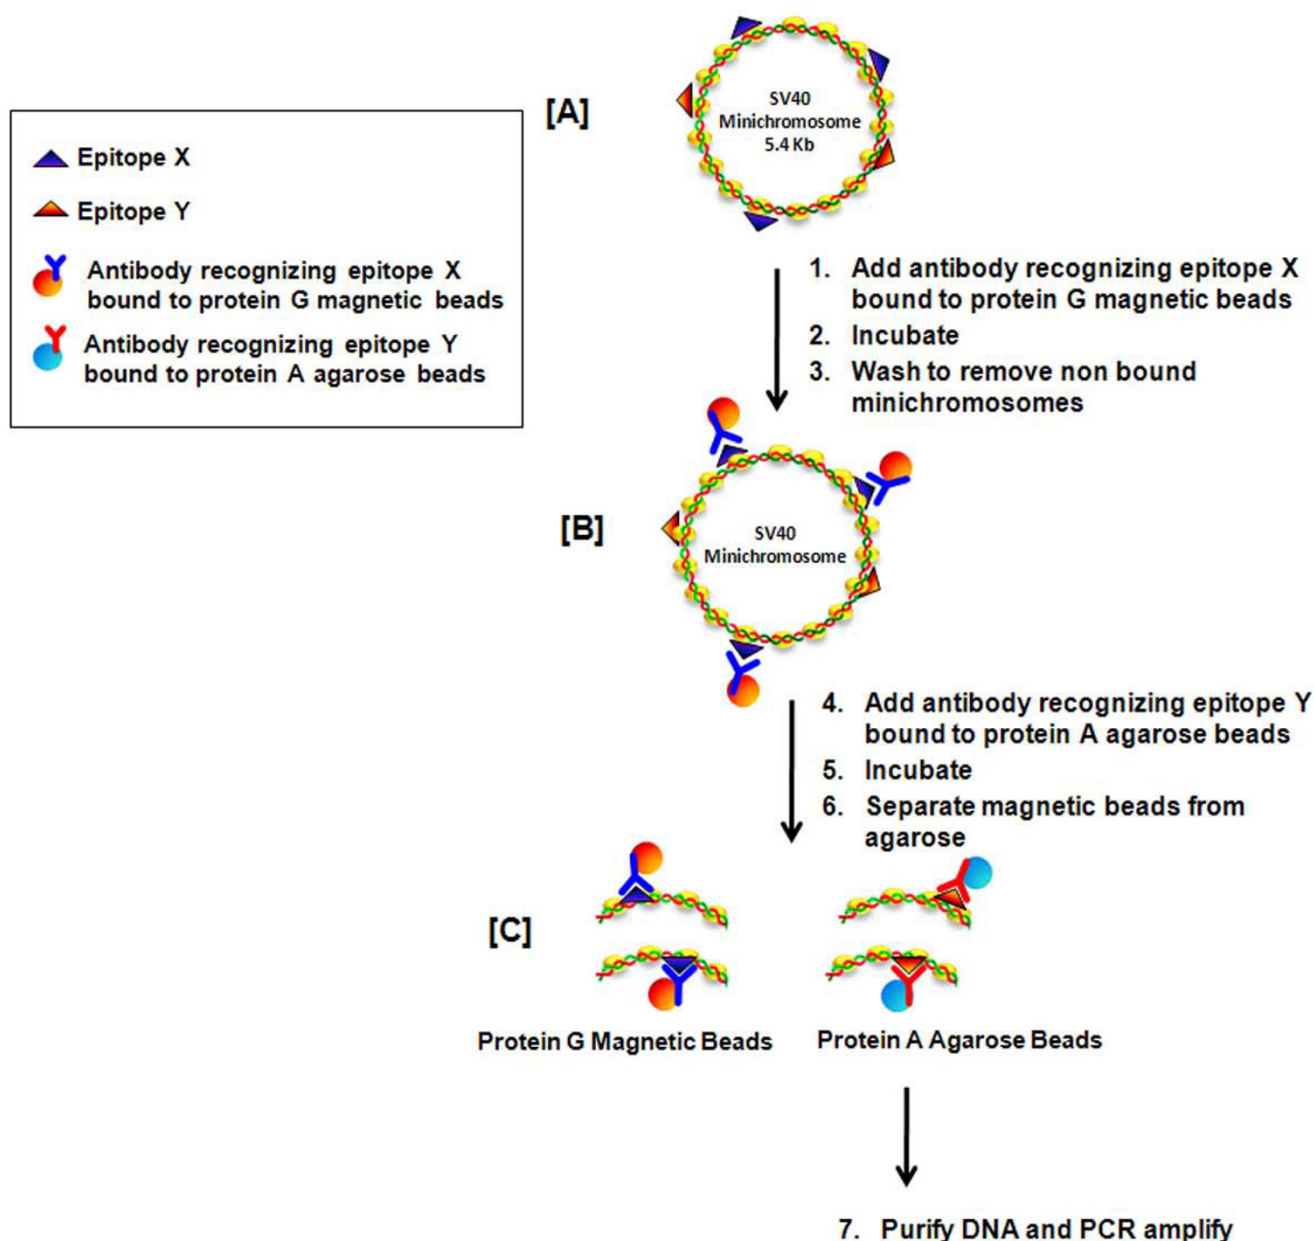 [A]
SV40
Minichromosome
5.4 Kb
Epitope X
Epitope Y
Antibody recognizing epitope X
bound to protein G magnetic beads
Antibody recognizing epitope Y
bound to protein A agarose beads
1. Add antibody recognizing epitope X
bound to protein G magnetic beads
2. Incubate
3. Wash to remove non bound
minichromosomes
[B]
SV40
Minichromosome
4. Add antibody recognizing epitope Y
bound to protein A agarose beads
5. Incubate
6. Separate magnetic beads from
agarose
[C]
Protein G Magnetic Beads
Protein A Agarose Beads
7. Purify DNA and PCR amplify